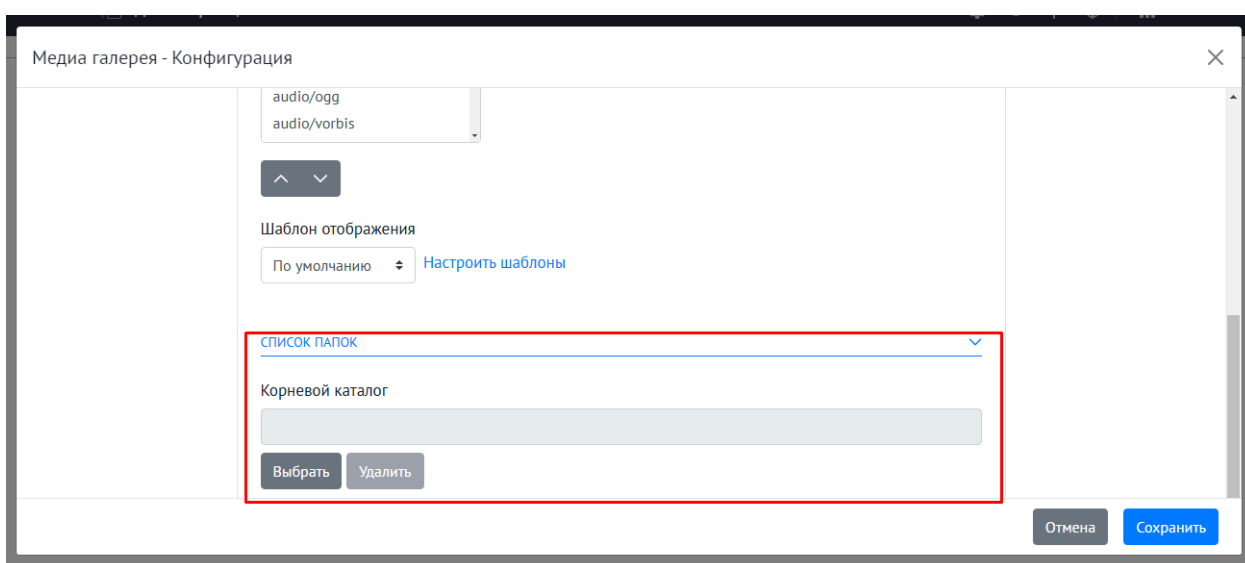 Медиа галерея - Конфигурация
audio/ogg
audio/vorbis
Шаблон отображения
По умолчанию Настроить шаблоны
СПИСОК ПАПОК
Корневой каталог
Выбрать Удалить
Отмена Сохранить